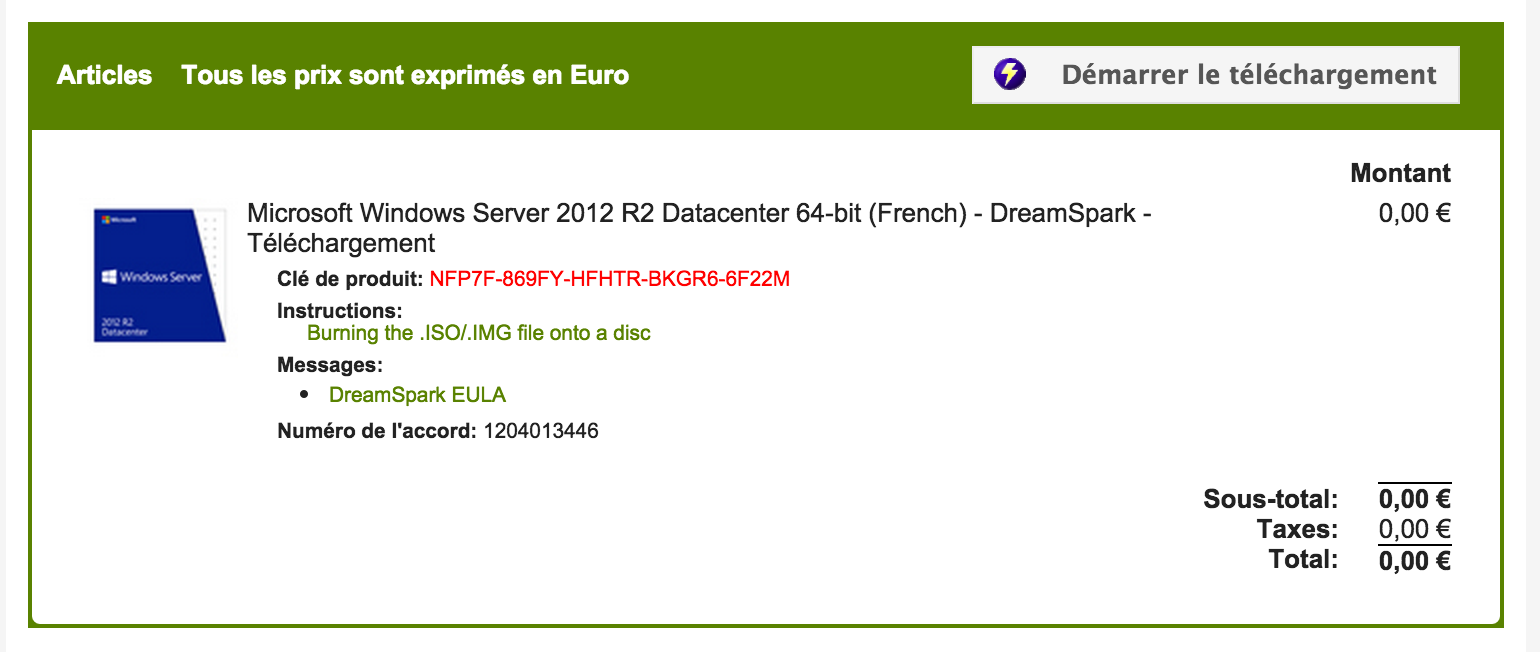 Articles Tous les prix sont exprimés en Euro
Démarrer le téléchargement
Montant
Microsoft Windows Server 2012 R2 Datacenter 64-bit (French) - DreamSpark - 0,00 €
Téléchargement
Clé de produit: NFP7F-869FY-HFHTR-BKGR6-6F22M
Instructions:
Burning the .ISO/.IMG file onto a disc
Messages:
• DreamSpark EULA
Numéro de l'accord: 1204013446
Microsoft
Windows Server
2012 R2
Datacenter
Sous-total: 0,00 €
Taxes: 0,00 €
Total: 0,00 €